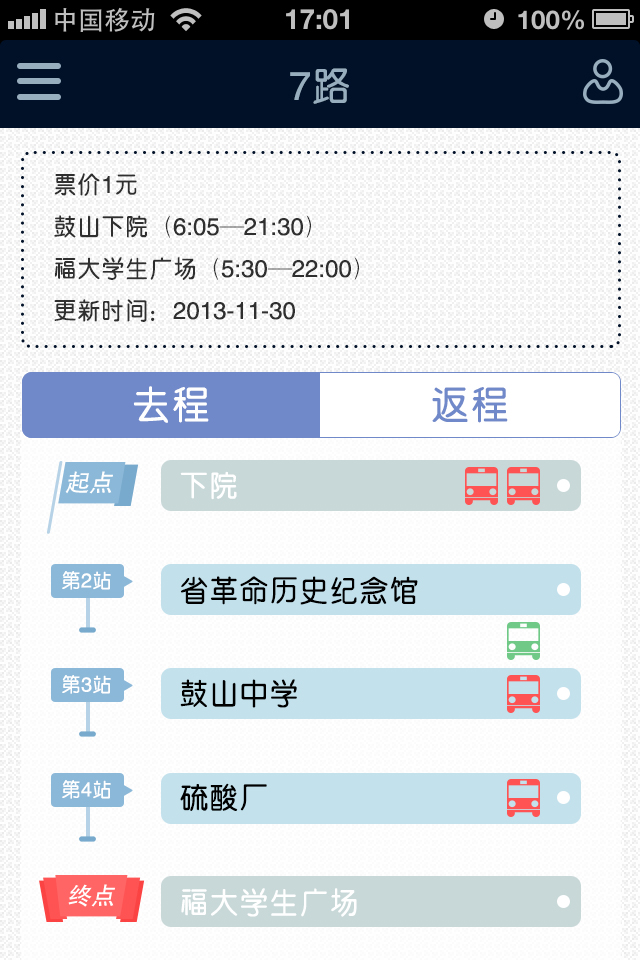 中国移动 17:01 100%
7路
票价1元
鼓山下院（6:05—21:30）
福大学生广场（5:30—22:00）
更新时间：2013-11-30
去程 返程
起点 下院
第2站 省革命历史纪念馆
第3站 鼓山中学
第4站 硫酸厂
终点 福大学生广场